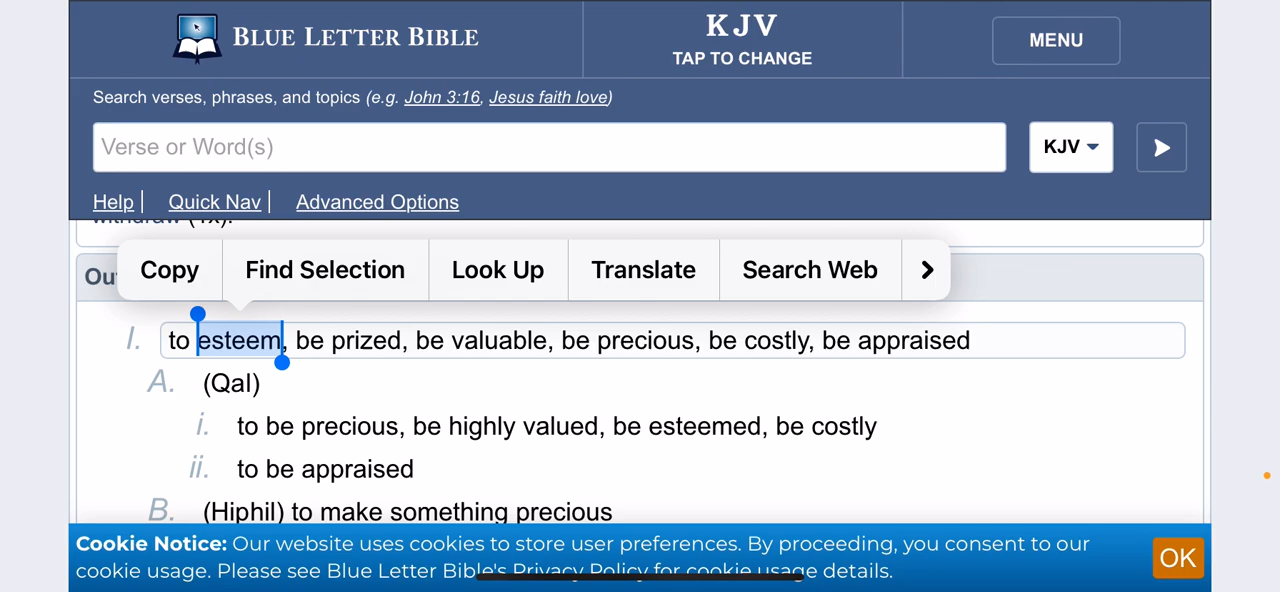 BLUE LETTER BIBLE
KJV
TAP TO CHANGE
MENU
Search verses, phrases, and topics (e.g. John 3:16, Jesus faith love)
Verse or Word(s)
KJV
Help | Quick Nav | Advanced Options
Copy Find Selection Look Up Translate Search Web
Ou
I. to esteem, be prized, be valuable, be precious, be costly, be appraised
A. (Qal)
i. to be precious, be highly valued, be esteemed, be costly
ii. to be appraised
B. (Hiphil) to make something precious
Cookie Notice: Our website uses cookies to store user preferences. By proceeding, you consent to our
cookie usage. Please see Blue Letter Bible's Privacy Policy for cookie usage details.
OK